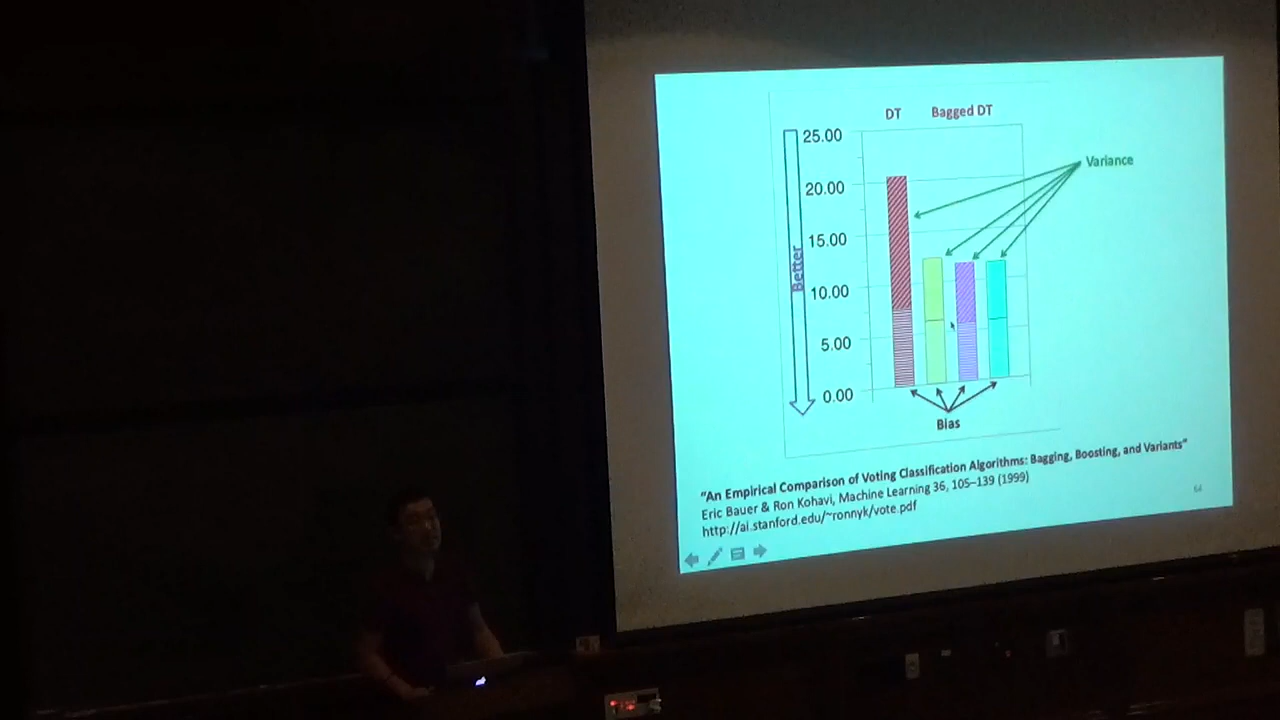 DT Bagged DT
25.00
Variance
20.00
15.00
Better
10.00
5.00
0.00
Bias
"An Empirical Comparison of Voting Classification Algorithms: Bagging, Boosting, and Variants"
Eric Bauer & Ron Kohavi, Machine Learning 36, 105–139 (1999)
http://ai.stanford.edu/~ronnyk/vote.pdf